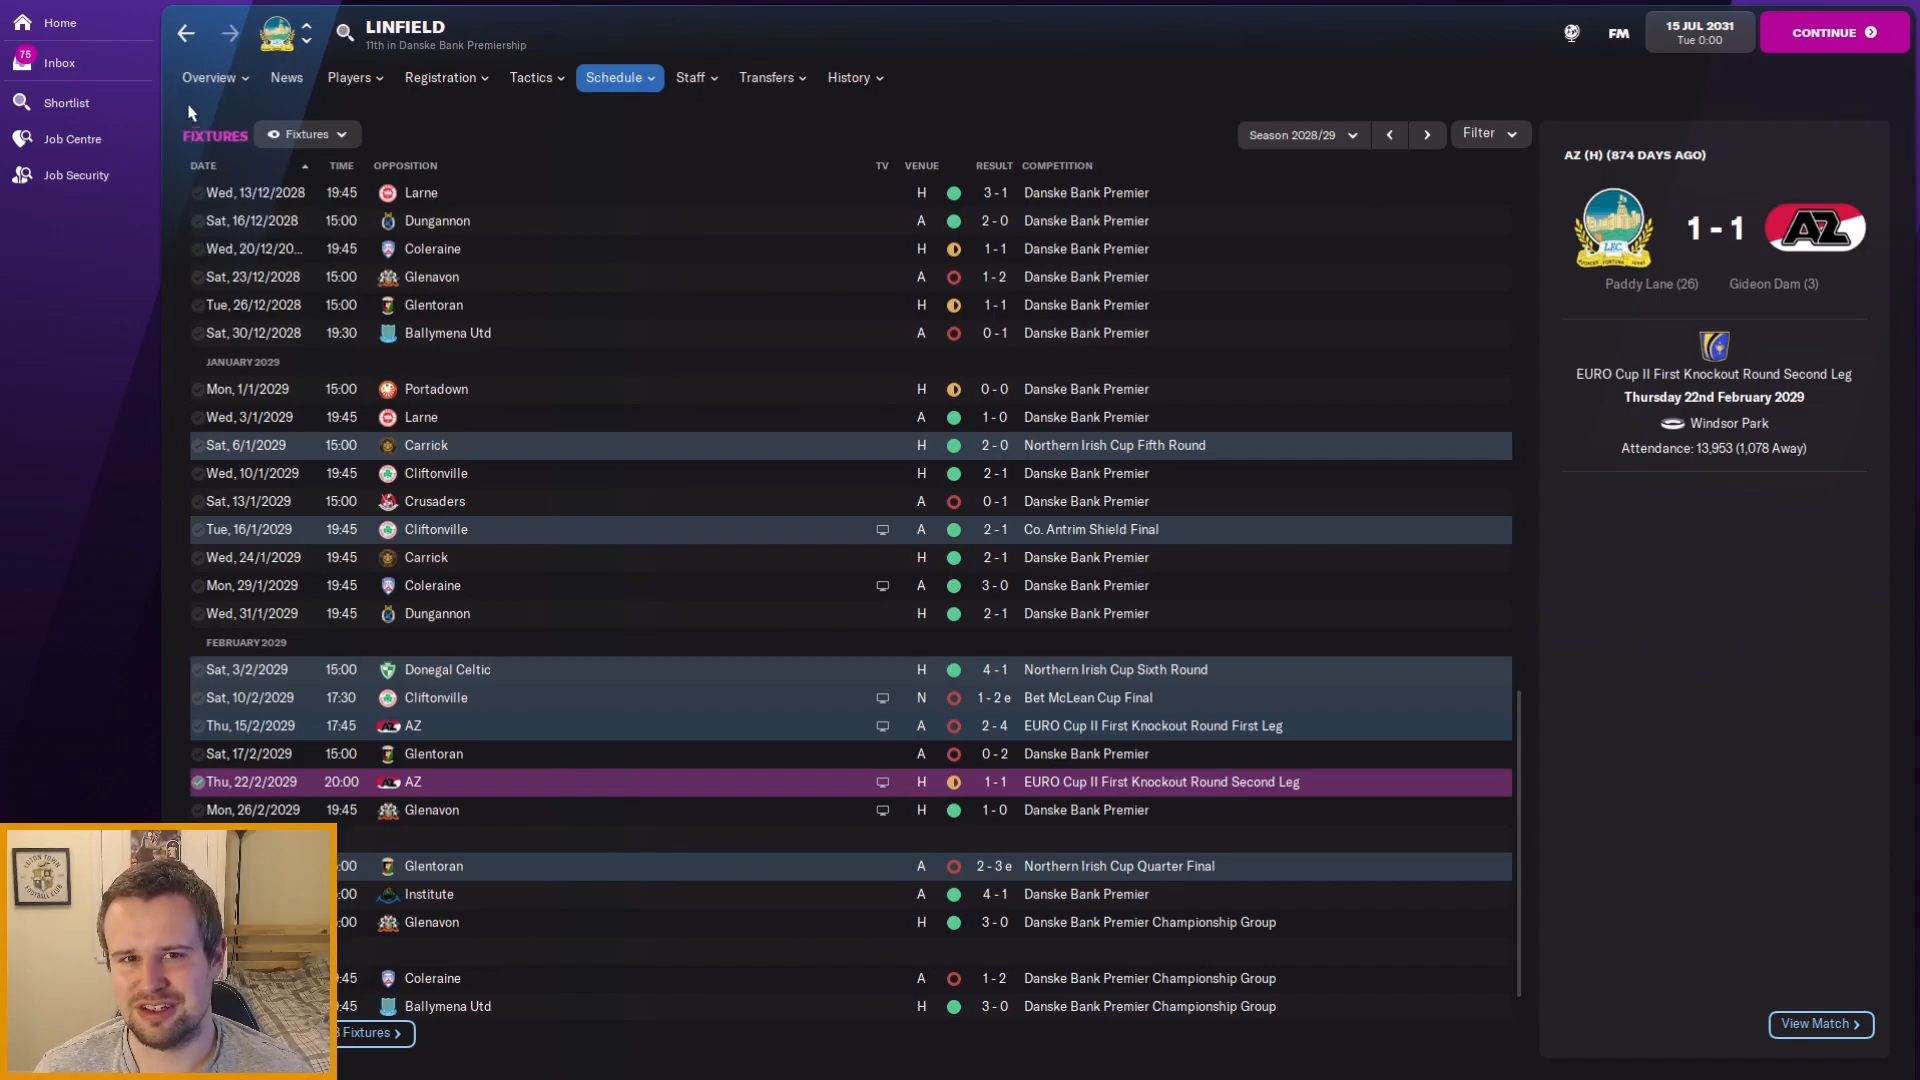 Home
75
Inbox
Shortlist
Job Centre
Job Security
LINFIELD
11th in Danske Bank Premiership
FM
15 JUL 2031
Tue 0:00
CONTINUE
Overview News Players Registration Tactics Schedule Staff Transfers History
FIXTURES Fixtures
Season 2028/29 Filter
DATE TIME OPPOSITION TV VENUE RESULT COMPETITION
Wed, 13/12/2028 19:45 Larne H 3 - 1 Danske Bank Premier
Sat, 16/12/2028 15:00 Dungannon A 2 - 0 Danske Bank Premier
Wed, 20/12/20... 19:45 Coleraine H 1 - 1 Danske Bank Premier
Sat, 23/12/2028 15:00 Glenavon A 1 - 2 Danske Bank Premier
Tue, 26/12/2028 15:00 Glentoran H 1 - 1 Danske Bank Premier
Sat, 30/12/2028 19:30 Ballymena Utd A 0 - 1 Danske Bank Premier
JANUARY 2029
Mon, 1/1/2029 15:00 Portadown H 0 - 0 Danske Bank Premier
Wed, 3/1/2029 19:45 Larne A 1 - 0 Danske Bank Premier
Sat, 6/1/2029 15:00 Carrick H 2 - 0 Northern Irish Cup Fifth Round
Wed, 10/1/2029 19:45 Cliftonville H 2 - 1 Danske Bank Premier
Sat, 13/1/2029 15:00 Crusaders A 0 - 1 Danske Bank Premier
Tue, 16/1/2029 19:45 Cliftonville A 2 - 1 Co. Antrim Shield Final
Wed, 24/1/2029 19:45 Carrick H 2 - 1 Danske Bank Premier
Mon, 29/1/2029 19:45 Coleraine A 3 - 0 Danske Bank Premier
Wed, 31/1/2029 19:45 Dungannon H 2 - 1 Danske Bank Premier
FEBRUARY 2029
Sat, 3/2/2029 15:00 Donegal Celtic H 4 - 1 Northern Irish Cup Sixth Round
Sat, 10/2/2029 17:30 Cliftonville N 1 - 2 e Bet McLean Cup Final
Thu, 15/2/2029 17:45 AZ A 2 - 4 EURO Cup II First Knockout Round First Leg
Sat, 17/2/2029 15:00 Glentoran A 0 - 2 Danske Bank Premier
Thu, 22/2/2029 20:00 AZ H 1 - 1 EURO Cup II First Knockout Round Second Leg
Mon, 26/2/2029 19:45 Glenavon H 1 - 0 Danske Bank Premier
:00 Glentoran A 2 - 3 e Northern Irish Cup Quarter Final
:00 Institute A 4 - 1 Danske Bank Premier
:00 Glenavon H 3 - 0 Danske Bank Premier Championship Group
:45 Coleraine A 1 - 2 Danske Bank Premier Championship Group
:45 Ballymena Utd H 3 - 0 Danske Bank Premier Championship Group
Fixtures
AZ (H) (874 DAYS AGO)
L.F.C.
1 - 1
AZ
Paddy Lane (26) Gideon Dam (3)
EURO Cup II First Knockout Round Second Leg
Thursday 22nd February 2029
Windsor Park
Attendance: 13,953 (1,078 Away)
View Match
LUTON TOWN
FOOTBALL CLUB